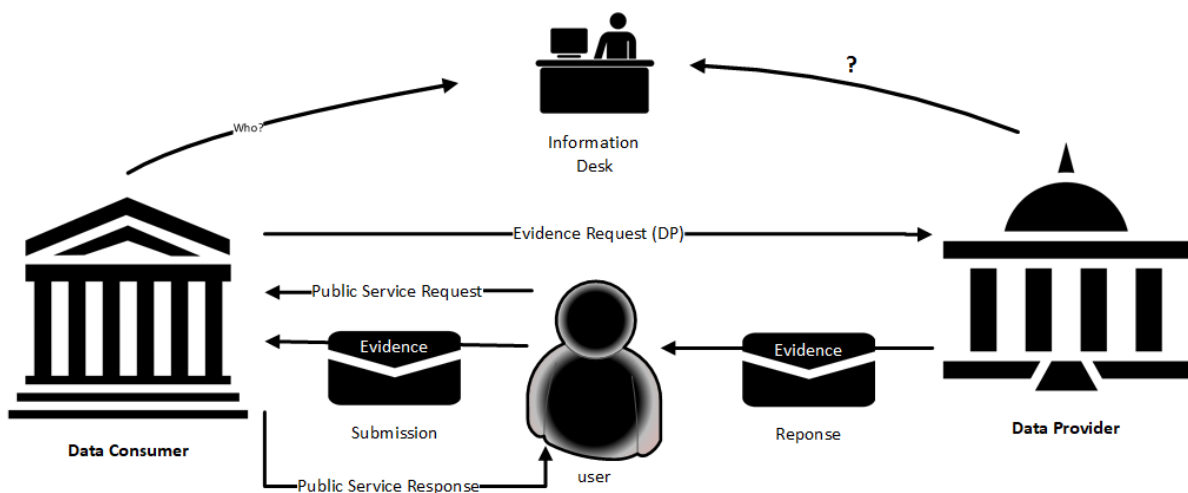 ?
Who?
Information
Desk
Evidence Request (DP)
Public Service Request
Evidence
Evidence
Submission
Reponse
Data Consumer
Data Provider
user
Public Service Response